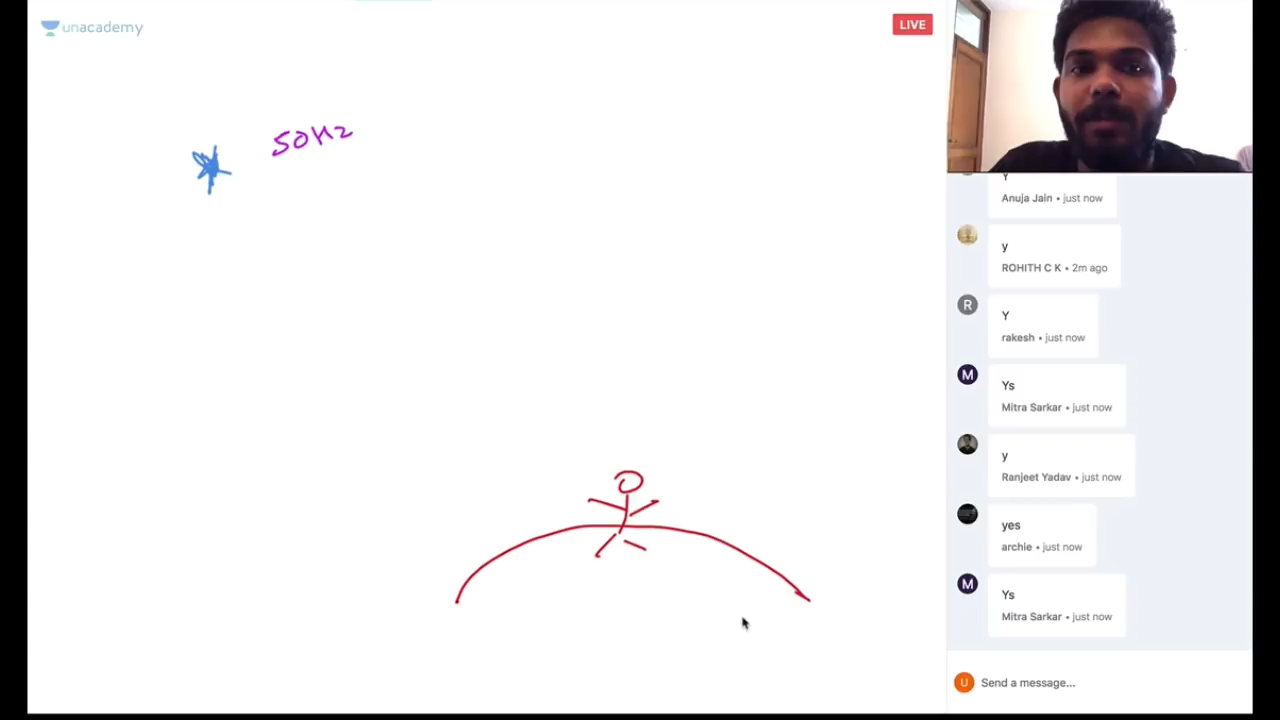 unacademy
LIVE
50Hz
Y
Anuja Jain • just now
y
ROHITH C K • 2m ago
R
Y
rakesh • just now
M
Ys
Mitra Sarkar • just now
y
Ranjeet Yadav • just now
yes
archie • just now
M
Ys
Mitra Sarkar • just now
U
Send a message...